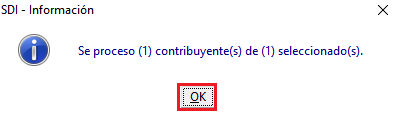 SDI - Información
Se proceso (1) contribuyente(s) de (1) seleccionado(s).
OK